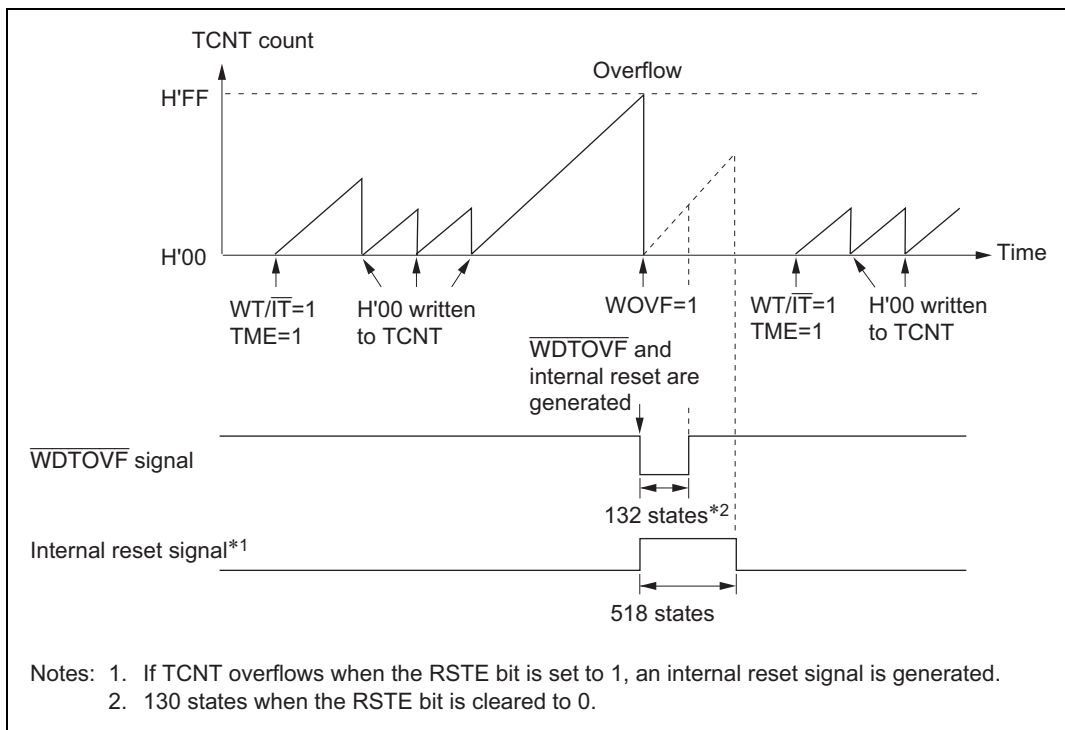 TCNT count
Overflow
H'FF
H'00
Time
WT/IT=1
TME=1
H'00 written
to TCNT
WOVF=1
WT/IT=1
TME=1
H'00 written
to TCNT
WDTOVF and
internal reset are
generated
WDTOVF signal
132 states*2
Internal reset signal*1
518 states
Notes: 1. If TCNT overflows when the RSTE bit is set to 1, an internal reset signal is generated.
2. 130 states when the RSTE bit is cleared to 0.